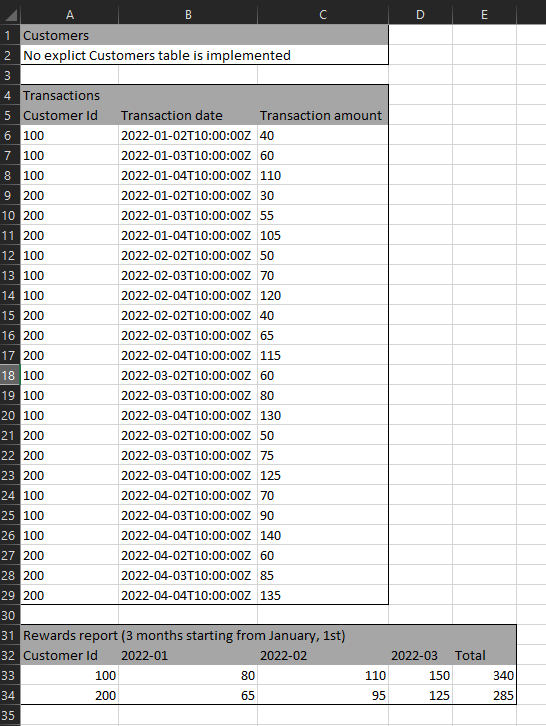 A B C D E
1 Customers
2 No explict Customers table is implemented
3
4 Transactions
5 Customer Id Transaction date Transaction amount
6 100 2022-01-02T10:00:00Z 40
7 100 2022-01-03T10:00:00Z 60
8 100 2022-01-04T10:00:00Z 110
9 200 2022-01-02T10:00:00Z 30
10 200 2022-01-03T10:00:00Z 55
11 200 2022-01-04T10:00:00Z 105
12 100 2022-02-02T10:00:00Z 50
13 100 2022-02-03T10:00:00Z 70
14 100 2022-02-04T10:00:00Z 120
15 200 2022-02-02T10:00:00Z 40
16 200 2022-02-03T10:00:00Z 65
17 200 2022-02-04T10:00:00Z 115
18 100 2022-03-02T10:00:00Z 60
19 100 2022-03-03T10:00:00Z 80
20 100 2022-03-04T10:00:00Z 130
21 200 2022-03-02T10:00:00Z 50
22 200 2022-03-03T10:00:00Z 75
23 200 2022-03-04T10:00:00Z 125
24 100 2022-04-02T10:00:00Z 70
25 100 2022-04-03T10:00:00Z 90
26 100 2022-04-04T10:00:00Z 140
27 200 2022-04-02T10:00:00Z 60
28 200 2022-04-03T10:00:00Z 85
29 200 2022-04-04T10:00:00Z 135
30
31 Rewards report (3 months starting from January, 1st)
32 Customer Id 2022-01 2022-02 2022-03 Total
33 100 80 110 150 340
34 200 65 95 125 285
35